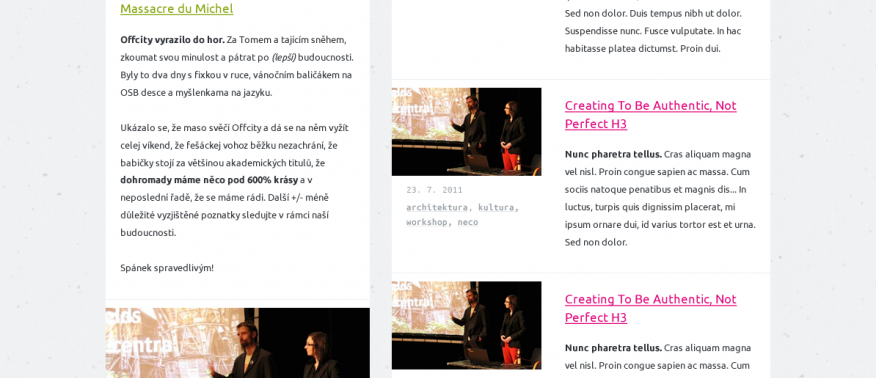 Massacre du Michel
Offcity vyrazilo do hor. Za Tomem a tajícím sněhem,
zkoumat svou minulost a pátrat po (lepší) budoucnosti.
Byly to dva dny s fixkou v ruce, vánočním baličákem na
OSB desce a myšlenkama na jazyku.
Ukázalo se, že maso svěčí Offcity a dá se na něm vyžít
celej víkend, že fešáckej vohoz běžku nezachrání, že
babičky stojí za většinou akademických titulů, že
dohromady máme něco pod 600% krásy a v
neposlední řadě, že se máme rádi. Další +/- méně
důležité vyzjištěné poznatky sledujte v rámci naší
budoucnosti.
Spánek spravedlivým!
Sed non dolor. Duis tempus nibh ut dolor.
Suspendisse nunc. Fusce vulputate. In hac
habitasse platea dictumst. Proin dui.
Creating To Be Authentic, Not
Perfect H3
Nunc pharetra tellus. Cras aliquam magna
vel nisl. Proin congue sapien ac massa. Cum
sociis natoque penatibus et magnis dis... In
luctus, turpis quis dignissim placerat, mi
ipsum ornare dui, id varius tortor est et urna.
Sed non dolor.
23. 7. 2011
architektura, kultura,
workshop, neco
Creating To Be Authentic, Not
Perfect H3
Nunc pharetra tellus. Cras aliquam magna
vel nisl. Proin congue sapien ac massa. Cum